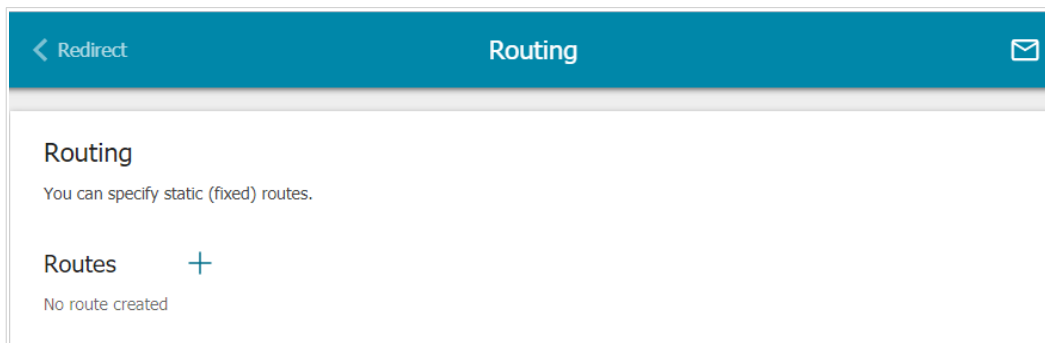 Redirect
Routing
Routing
You can specify static (fixed) routes.
Routes
No route created